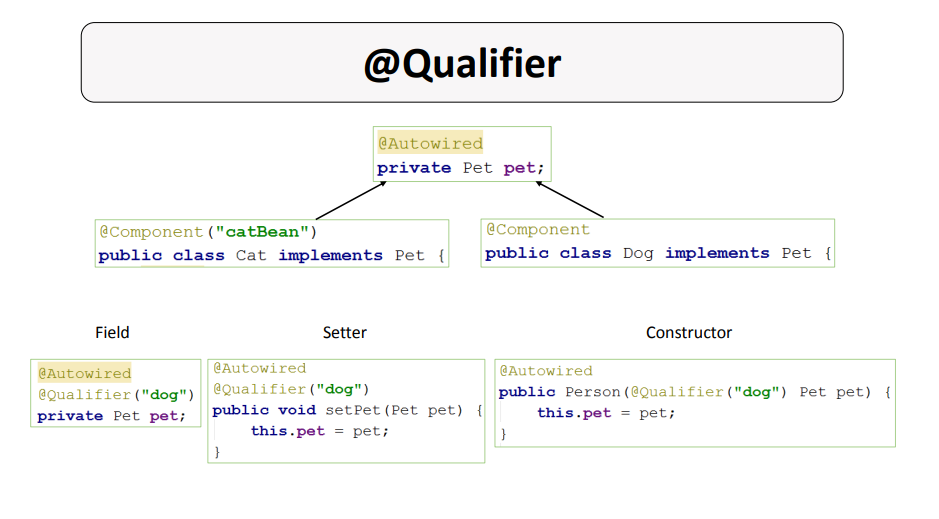 @Qualifier
@Autowired
private Pet pet;
@Component("catBean")
public class Cat implements Pet {
@Component
public class Dog implements Pet {
Field
@Autowired
@Qualifier("dog")
private Pet pet;
Setter
@Autowired
@Qualifier("dog")
public void setPet(Pet pet) {
    this.pet = pet;
}
Constructor
@Autowired
public Person(@Qualifier("dog") Pet pet) {
    this.pet = pet;
}